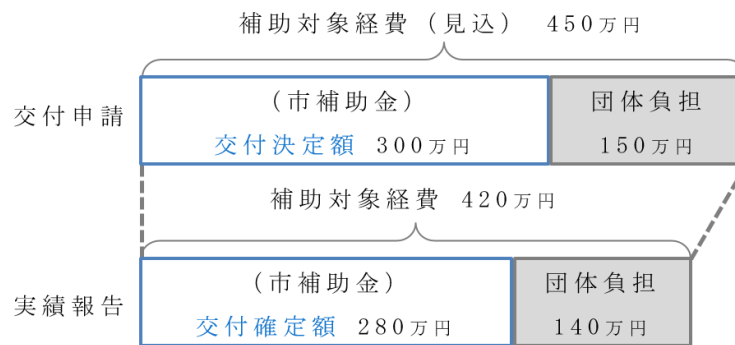 補助対象経費（見込） 450万円
交付申請
(市補助金)
交付決定額 300万円
団体負担
150万円
補助対象経費 420万円
実績報告
(市補助金)
交付確定額 280万円
団体負担
140万円